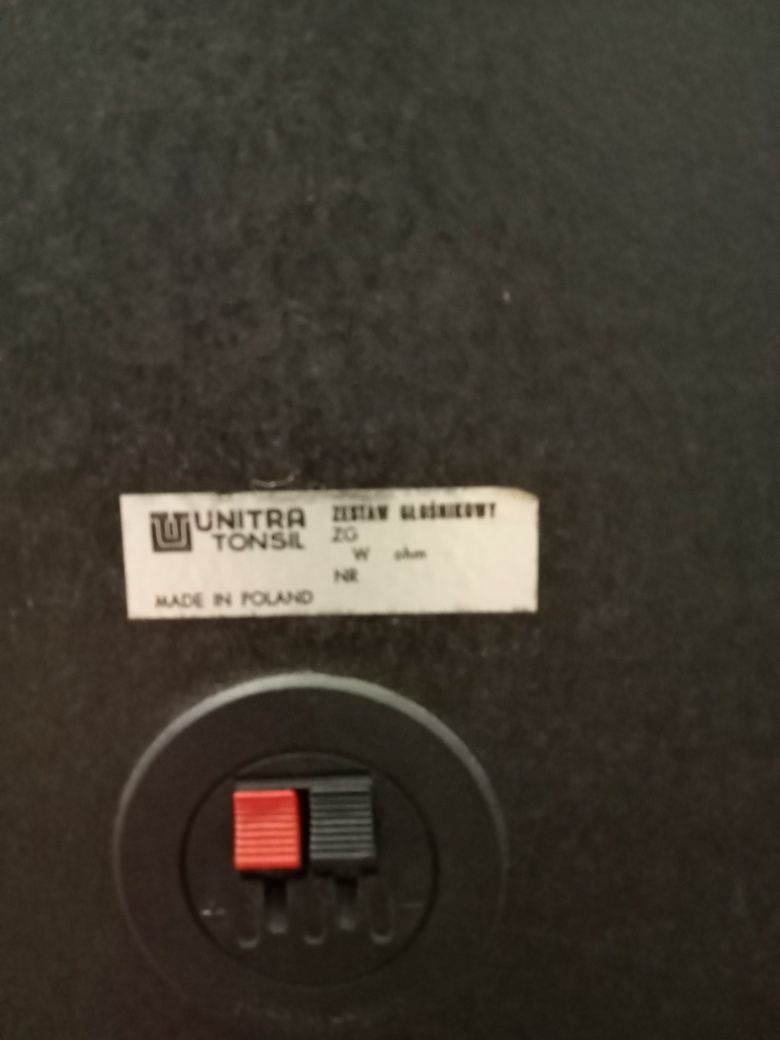 UNITRA
TONSIL
MADE IN POLAND
ZESTAW GŁOŚNIKOWY
ZG
W ohm
NR